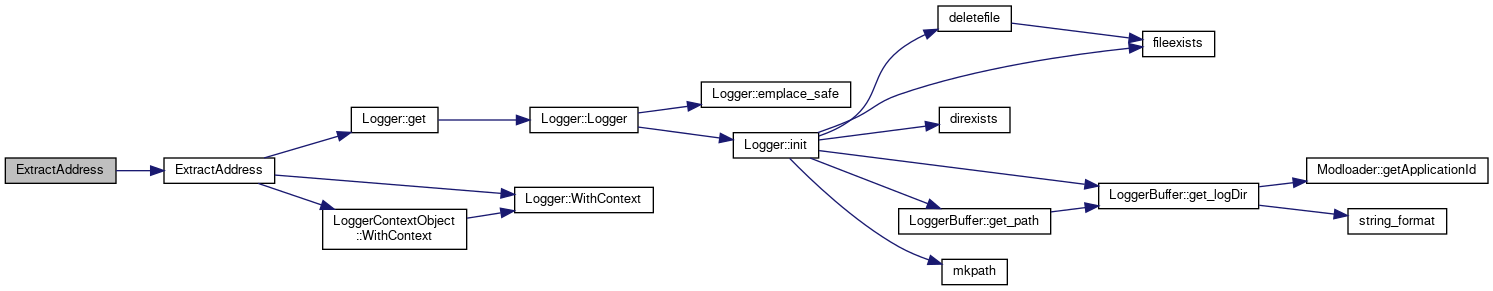 ExtractAddress
ExtractAddress
Logger::get
LoggerContextObject
::WithContext
Logger::WithContext
Logger::Logger
Logger::emplace_safe
Logger::init
deletefile
fileexists
direxists
LoggerBuffer::get_path
LoggerBuffer::get_logDir
mkpath
Modloader::getApplicationId
string_format